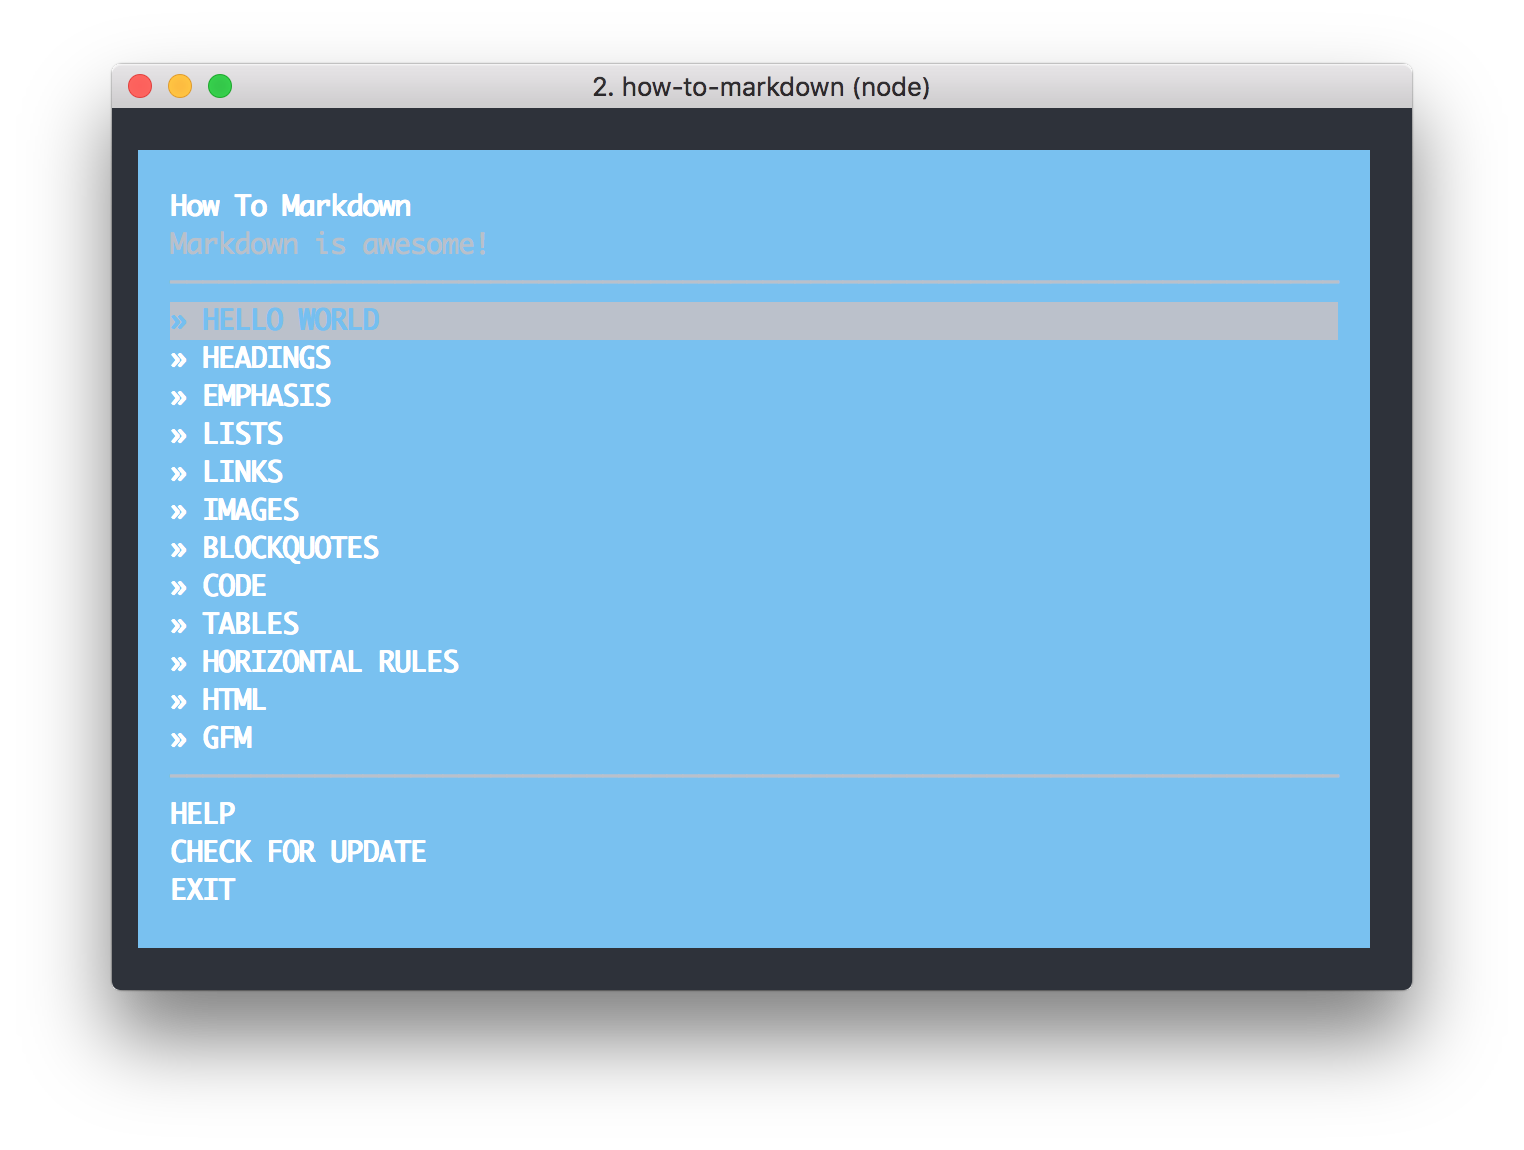 2. how-to-markdown (node)
How To Markdown
Markdown is awesome!
» HELLO WORLD
» HEADINGS
» EMPHASIS
» LISTS
» LINKS
» IMAGES
» BLOCKQUOTES
» CODE
» TABLES
» HORIZONTAL RULES
» HTML
» GFM
HELP
CHECK FOR UPDATE
EXIT